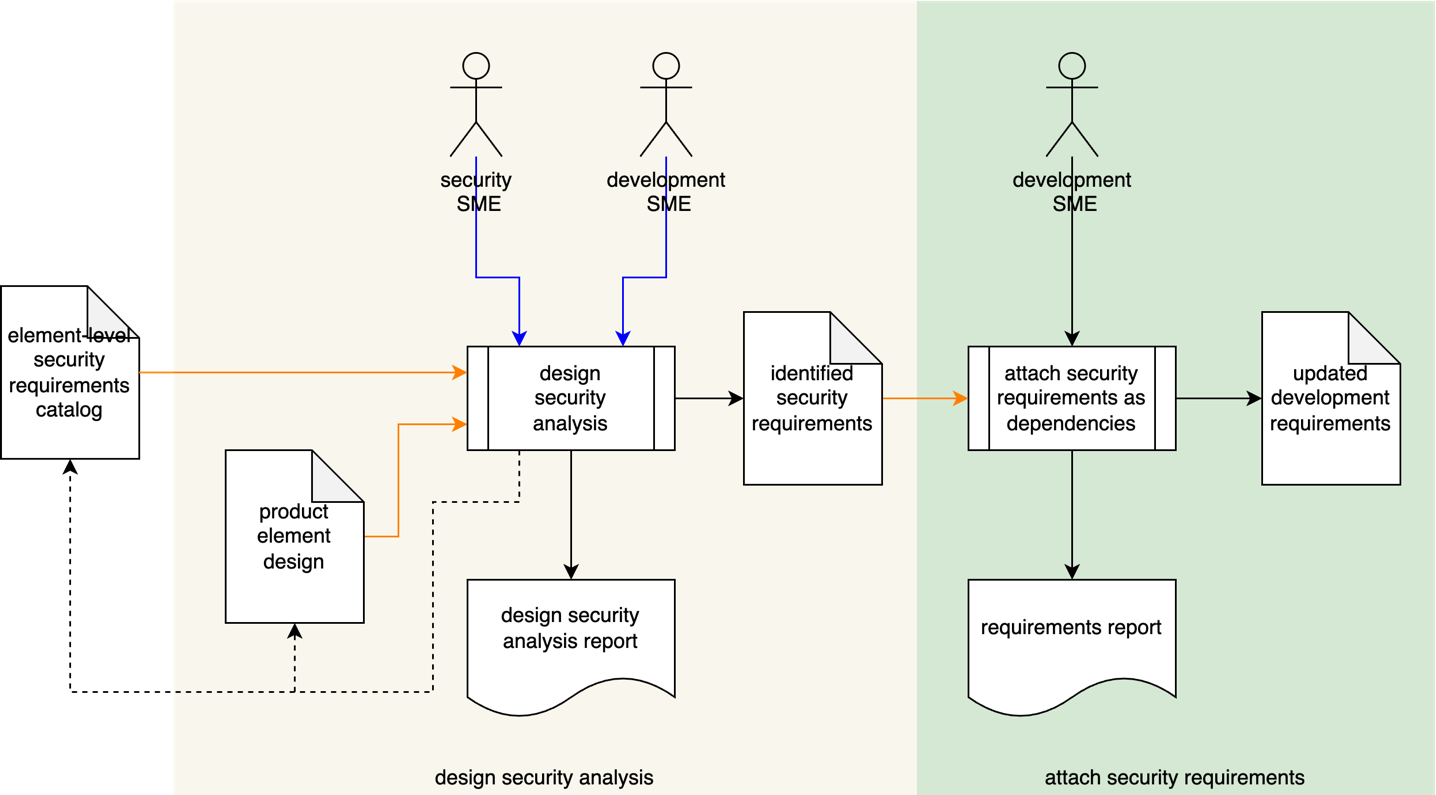 security
SME
development
SME
development
SME
element-level
security
requirements
catalog
design
security
analysis
identified
security
requirements
attach security
requirements as
dependencies
updated
development
requirements
product
element
design
design security
analysis report
requirements report
design security analysis
attach security requirements